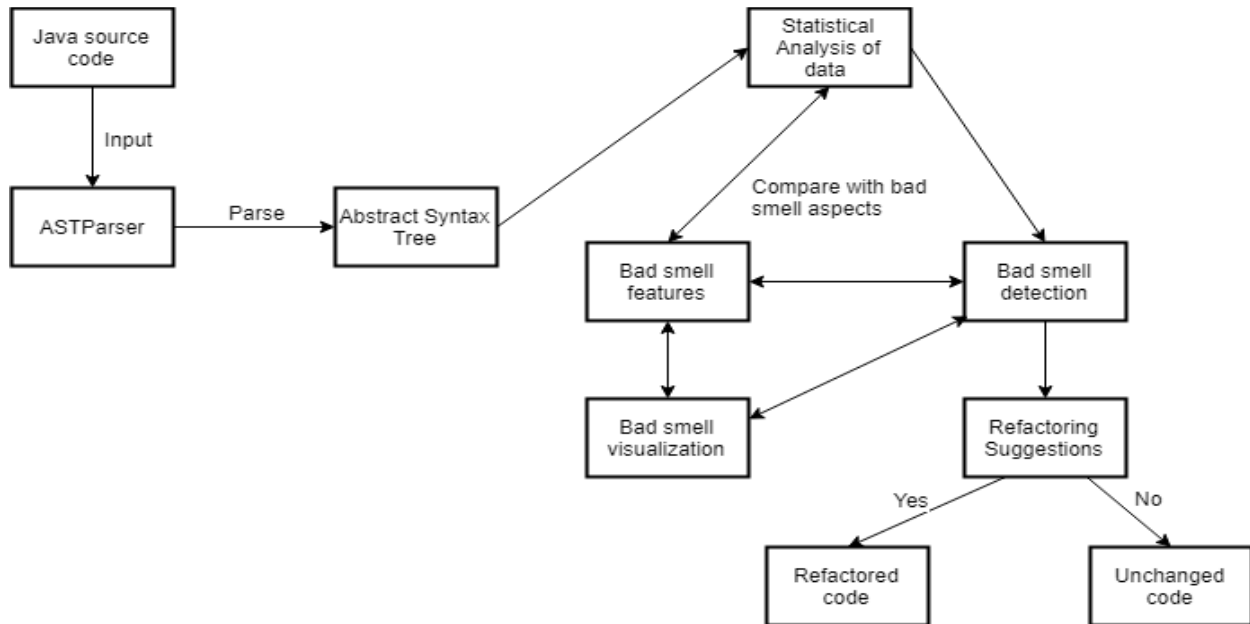 Java source
code
Input
ASTParser
Parse
Abstract Syntax
Tree
Statistical
Analysis of
data
Compare with bad
smell aspects
Bad smell
features
Bad smell
detection
Bad smell
visualization
Refactoring
Suggestions
Yes
No
Refactored
code
Unchanged
code